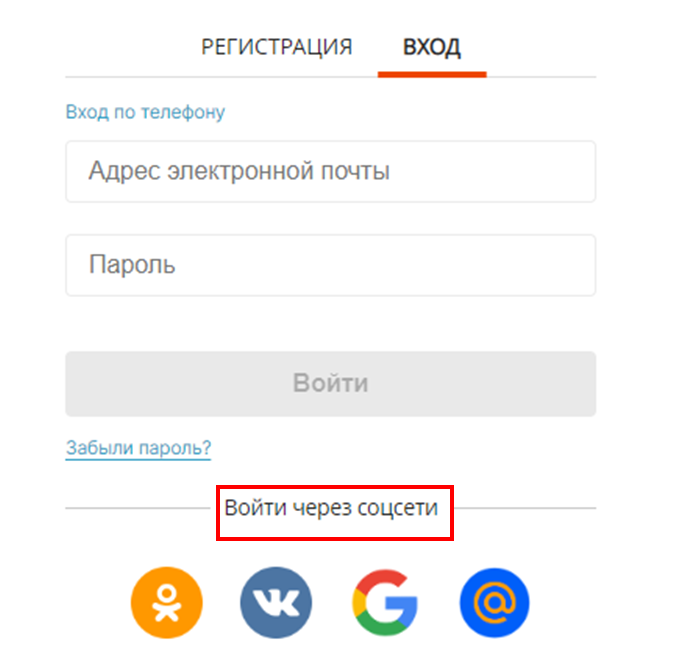 РЕГИСТРАЦИЯ ВХОД
Вход по телефону
Адрес электронной почты
Пароль
Войти
Забыли пароль?
Войти через соцсети